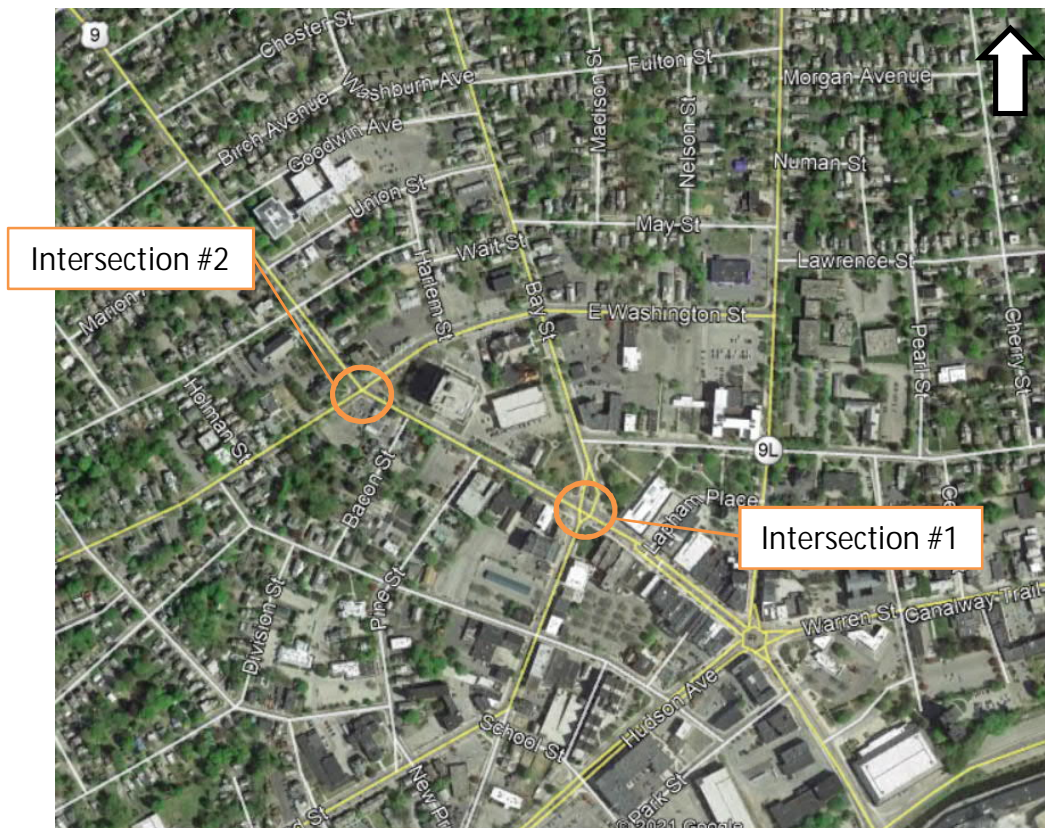 9
Chester St
Fulton St
Madison St
Morgan Avenue
Washburn Ave
Birch Avenue
Goodwin Ave
Nelson St
Numan St
Union St
May St
Wait St
Intersection #2
Harlem St
Bay St
Lawrence St
Marion
E Washington St
Pearl St
Cherry St
Holman St
9L
Bacon St
Lapham Place
Intersection #1
Pine St
Division St
Warren St
Canalway Trail
Hudson Ave
School St
Park St
New Pr
St
© 2021 Google